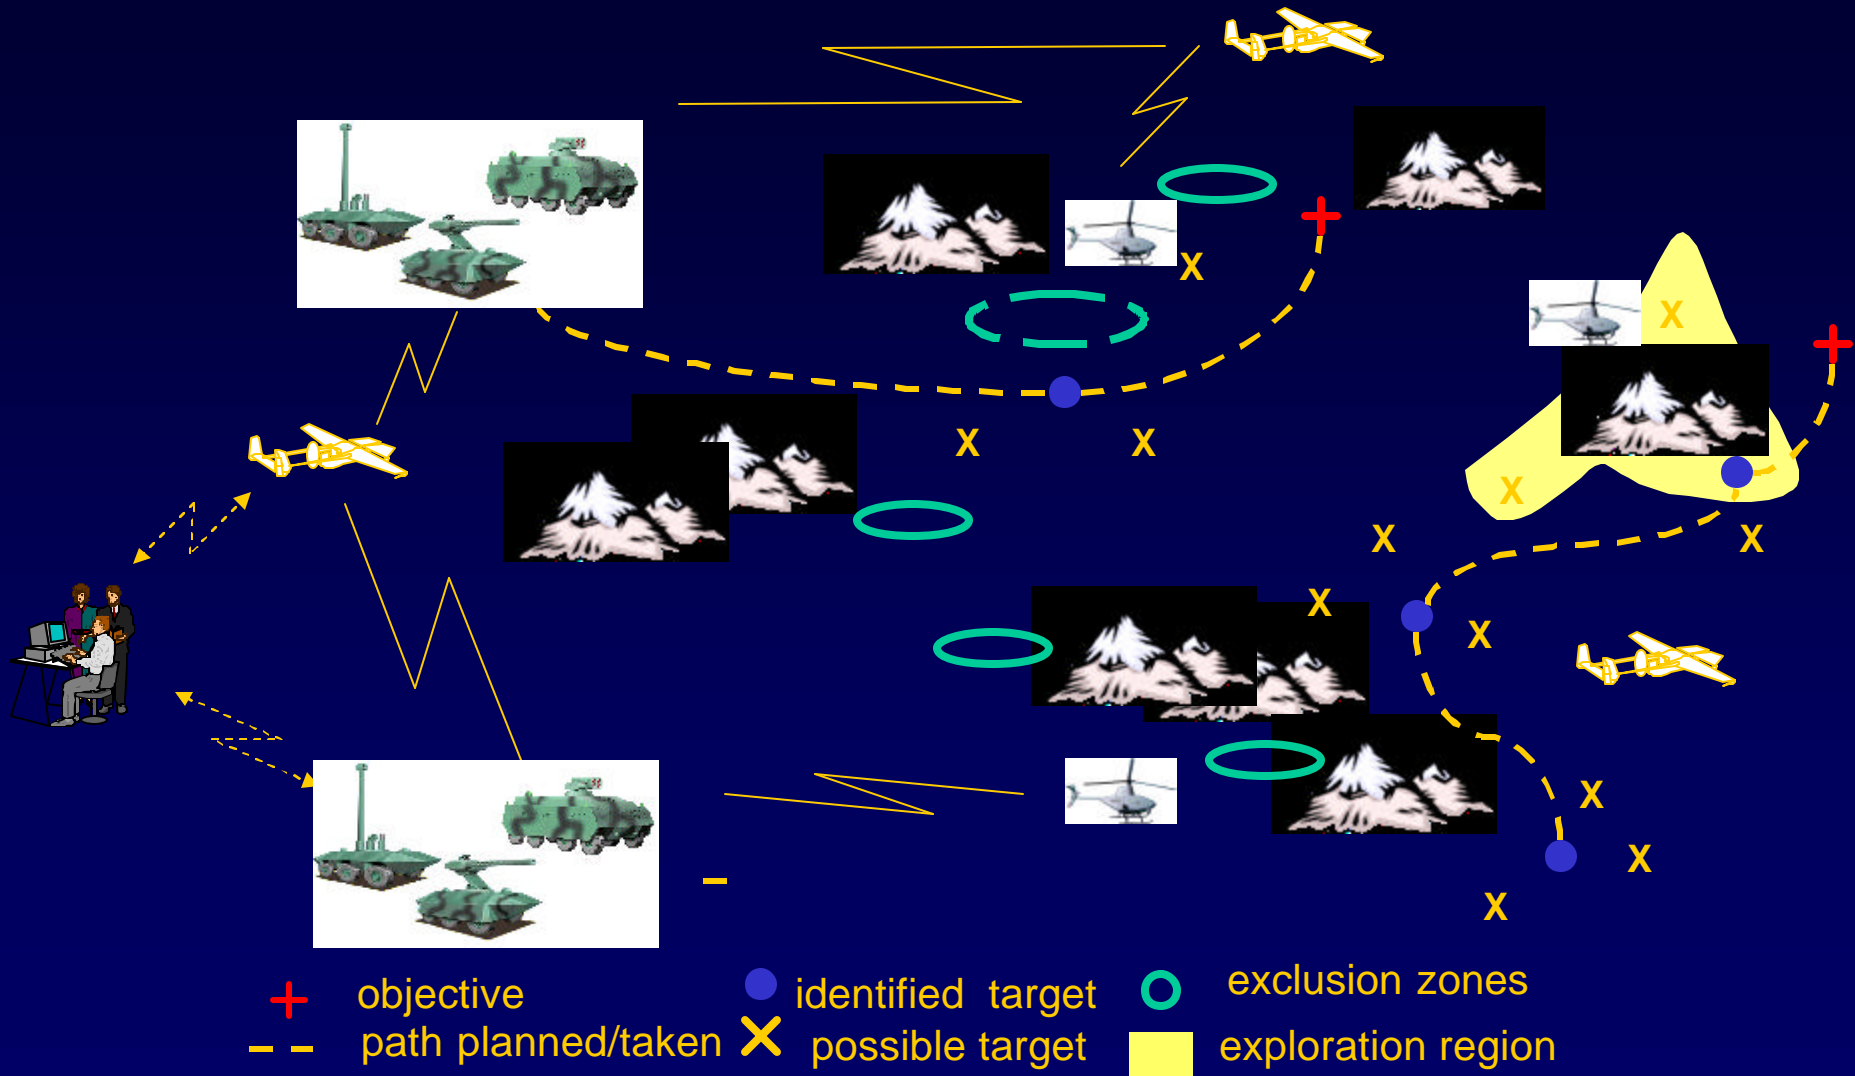 X
X
X
X
X
X
X
X
X
X
X
X
X
objective
identified target
exclusion zones
path planned/taken
possible target
exploration region